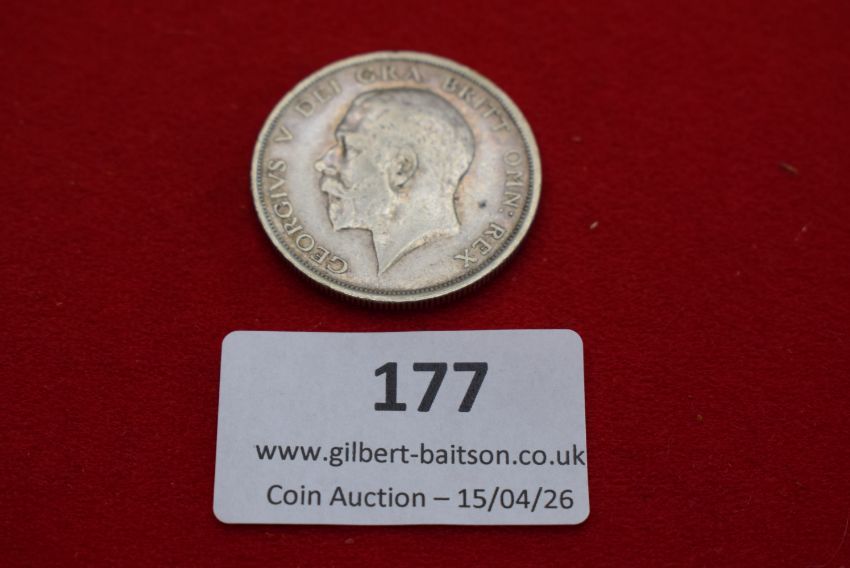 GEORGIVS V DEI GRA: BRITT: OMN: REX
177
www.gilbert-baitson.co.uk
Coin Auction – 15/04/26